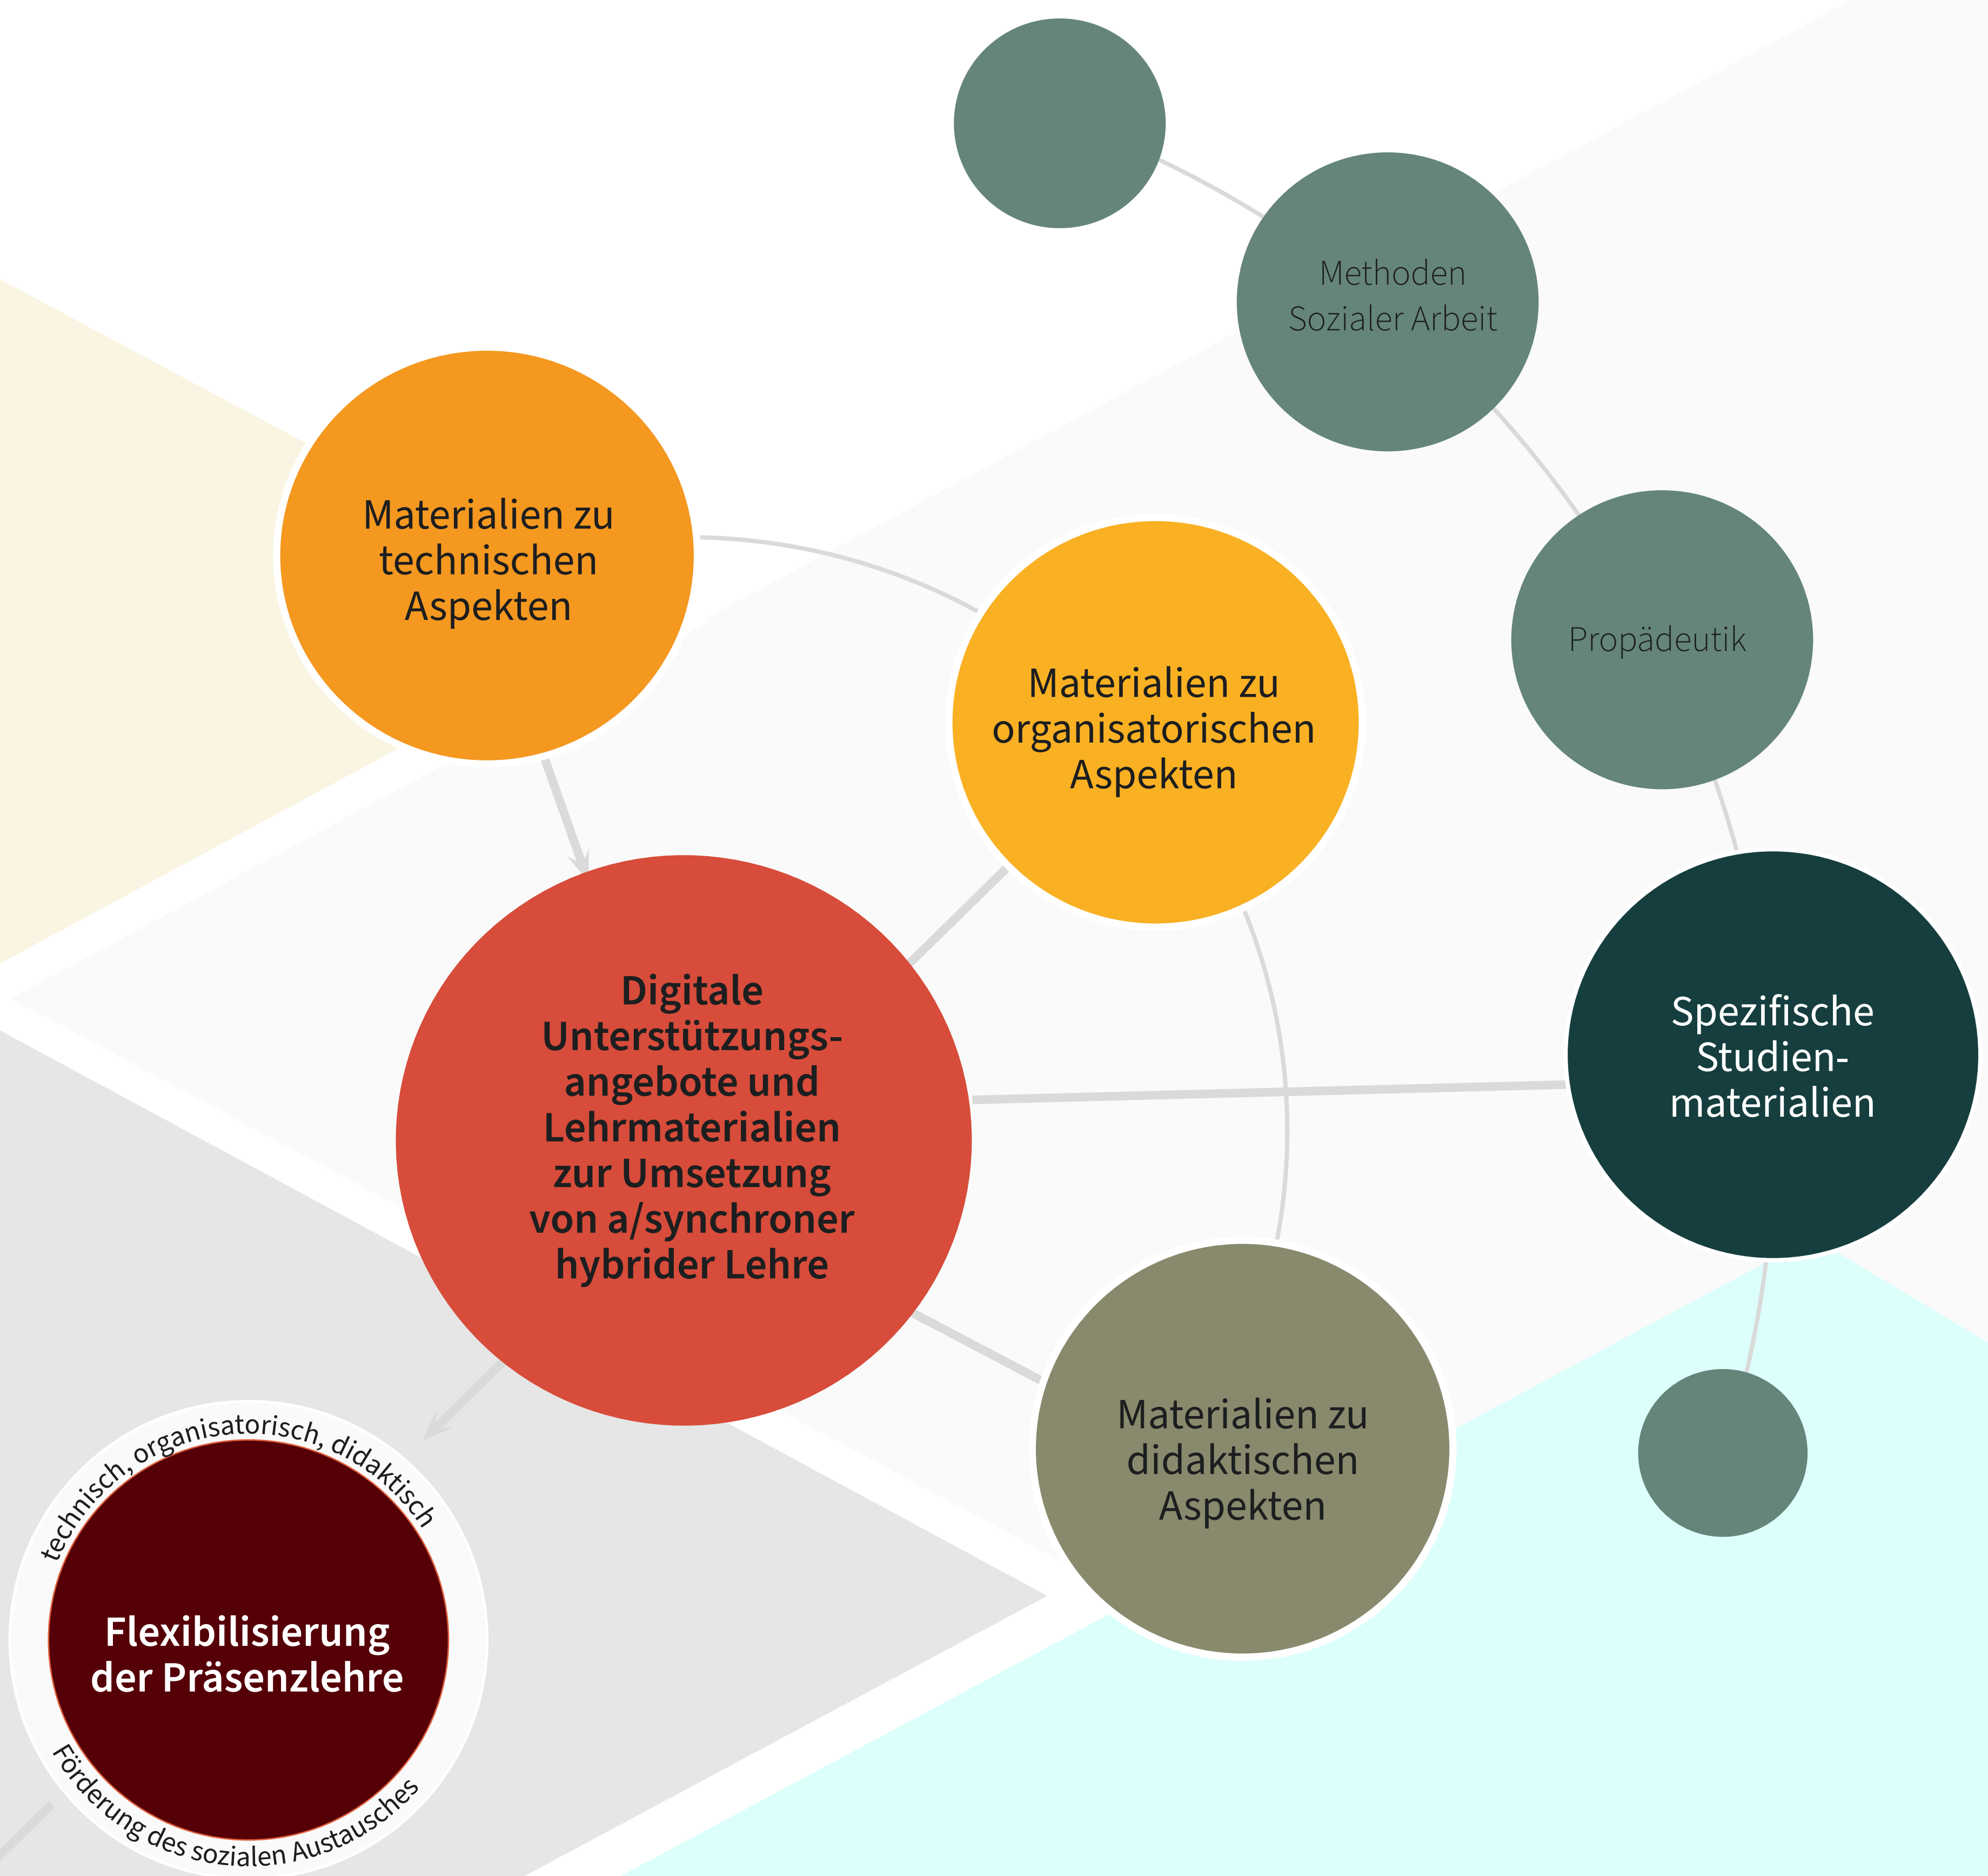 Methoden
Sozialer Arbeit
Materialien zu
technischen
Aspekten
Propädeutik
Materialien zu
organisatorischen
Aspekten
Digitale
Unterstützungs-
angebote und
Lehrmaterialien
zur Umsetzung
von a/synchroner
hybrider Lehre
Spezifische
Studien-
materialien
Materialien zu
didaktischen
Aspekten
technisch, organisatorisch, didaktisch
Flexibilisierung
der Präsenzlehre
Förderung des sozialen Austausches